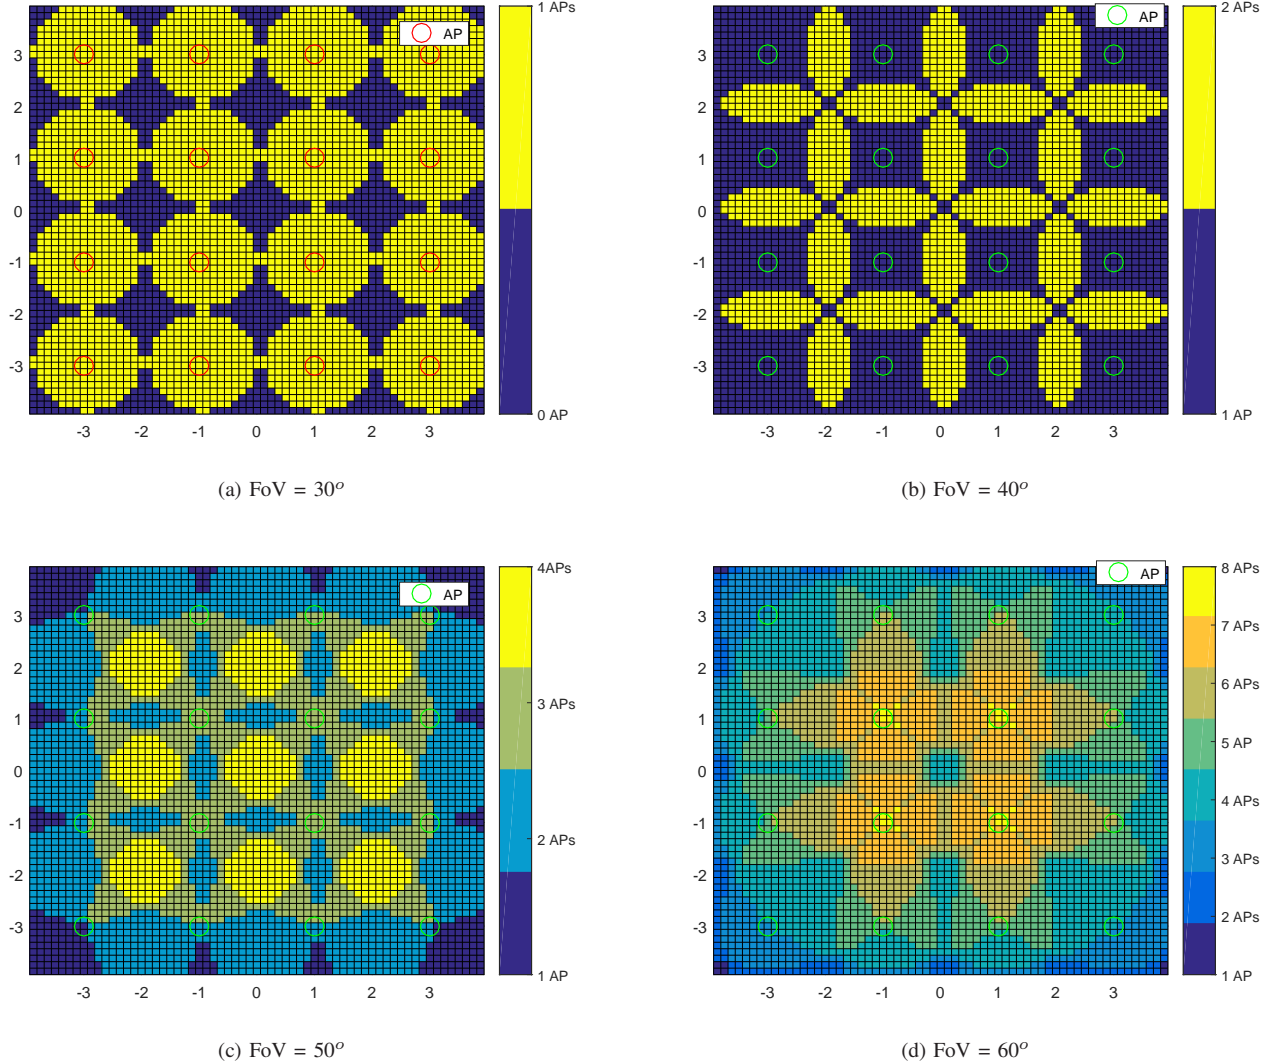 1 APs
AP
3
2
1
0
-1
-2
-3
0 AP
-3 -2 -1 0 1 2 3
(a) FoV = 30o
2 APs
AP
3
2
1
0
-1
-2
-3
1 AP
-3 -2 -1 0 1 2 3
(b) FoV = 40o
4APs
AP
3
2
1
0
-1
-2
-3
3 APs
2 APs
1 AP
-3 -2 -1 0 1 2 3
(c) FoV = 50o
8 APs
AP
3
2
1
0
-1
-2
-3
7 APs
6 APs
5 AP
4 APs
3 APs
2 APs
1 AP
-3 -2 -1 0 1 2 3
(d) FoV = 60o